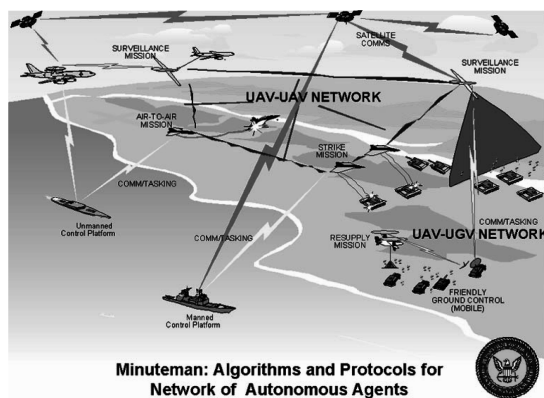 SATELLITE
COMMS
SURVEILLANCE
MISSION
SURVEILLANCE
MISSION
UAV-UAV NETWORK
AIR-TO-AIR
MISSION
STRIKE
MISSION
COMM/TASKING
Unmanned
Control Platform
COMM/TASKING
COMM/TASKING
RESUPPLY
MISSION
UAV-UGV NETWORK
FRIENDLY
GROUND CONTROL
(MOBILE)
Manned
Control Platform
Minuteman: Algorithms and Protocols for
Network of Autonomous Agents